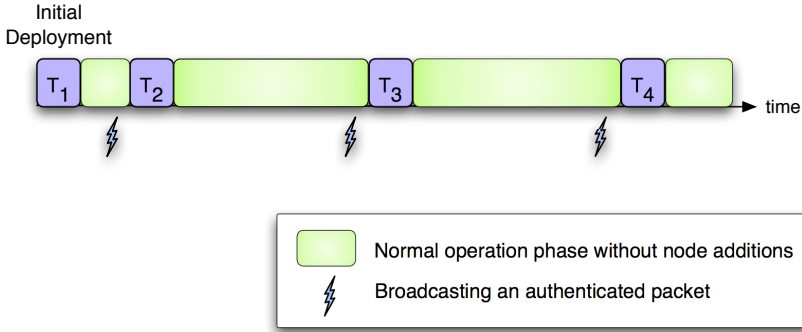 Initial
Deployment
T1 T2 T3 T4
time
Normal operation phase without node additions
Broadcasting an authenticated packet